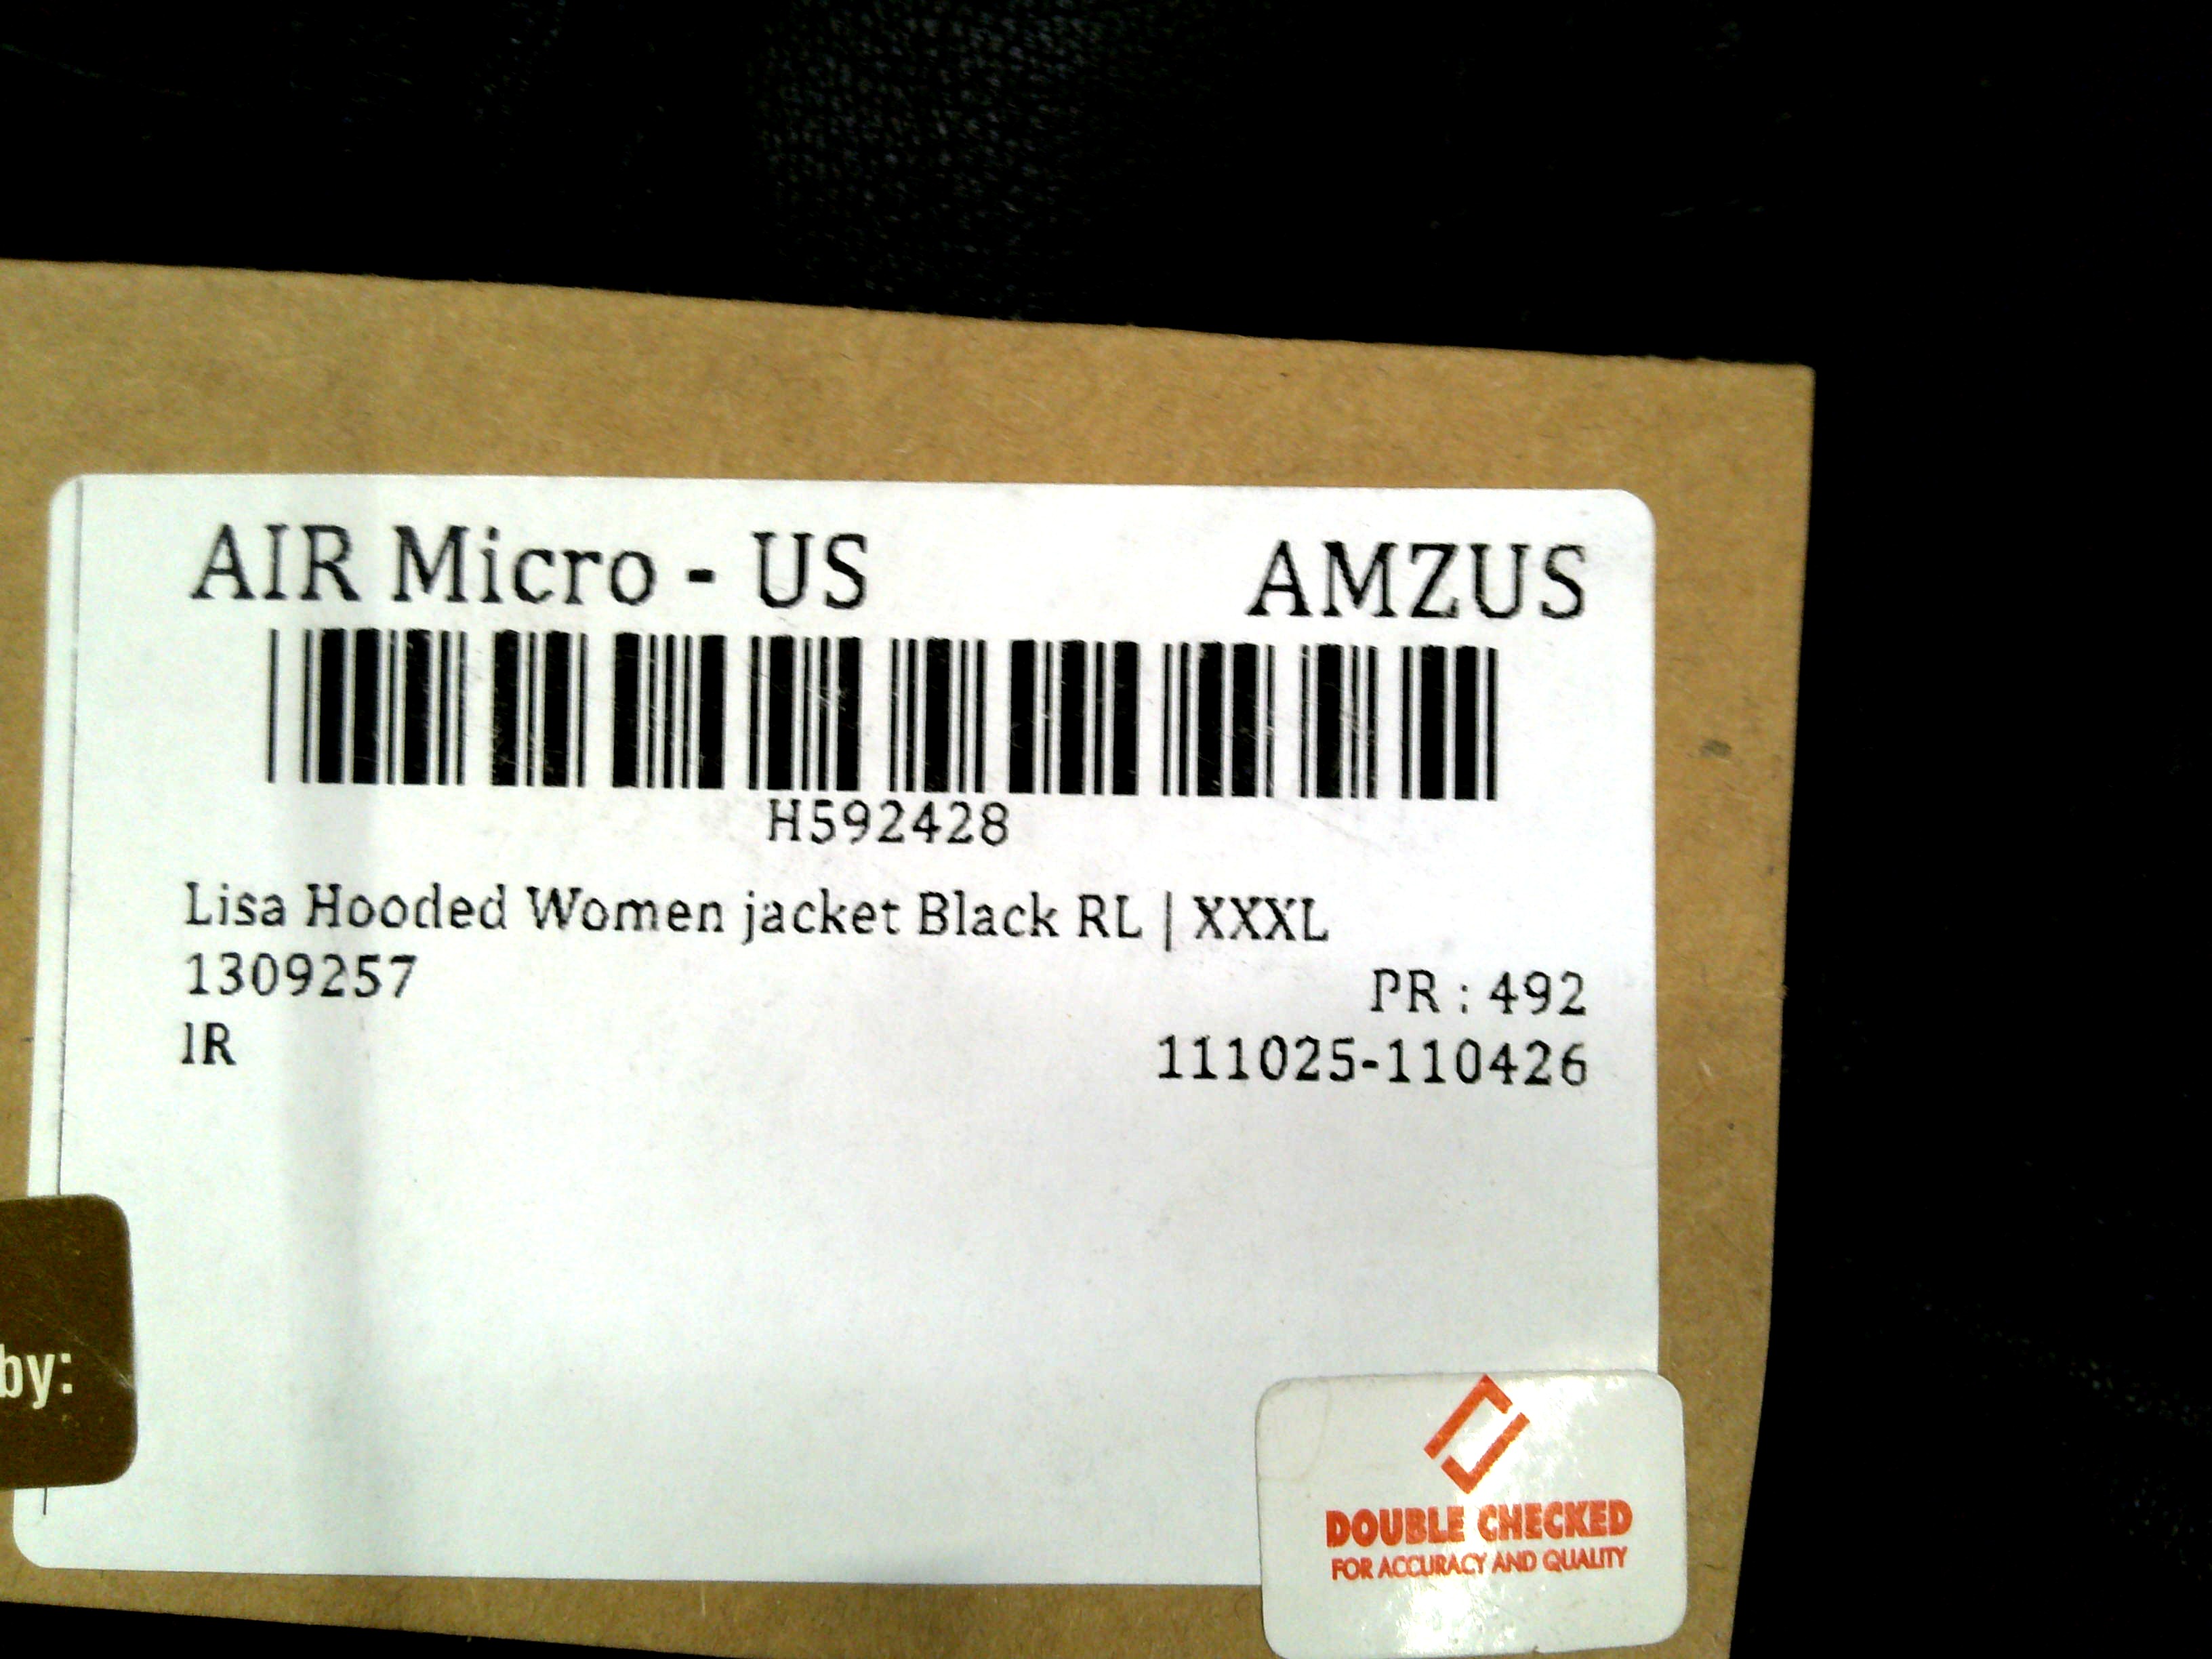 AIR Micro - US AMZUS
H592428
Lisa Hooded Women jacket Black RL | XXXL
1309257 PR : 492
IR 111025-110426
by:
DOUBLE CHECKED
FOR ACCURACY AND QUALITY